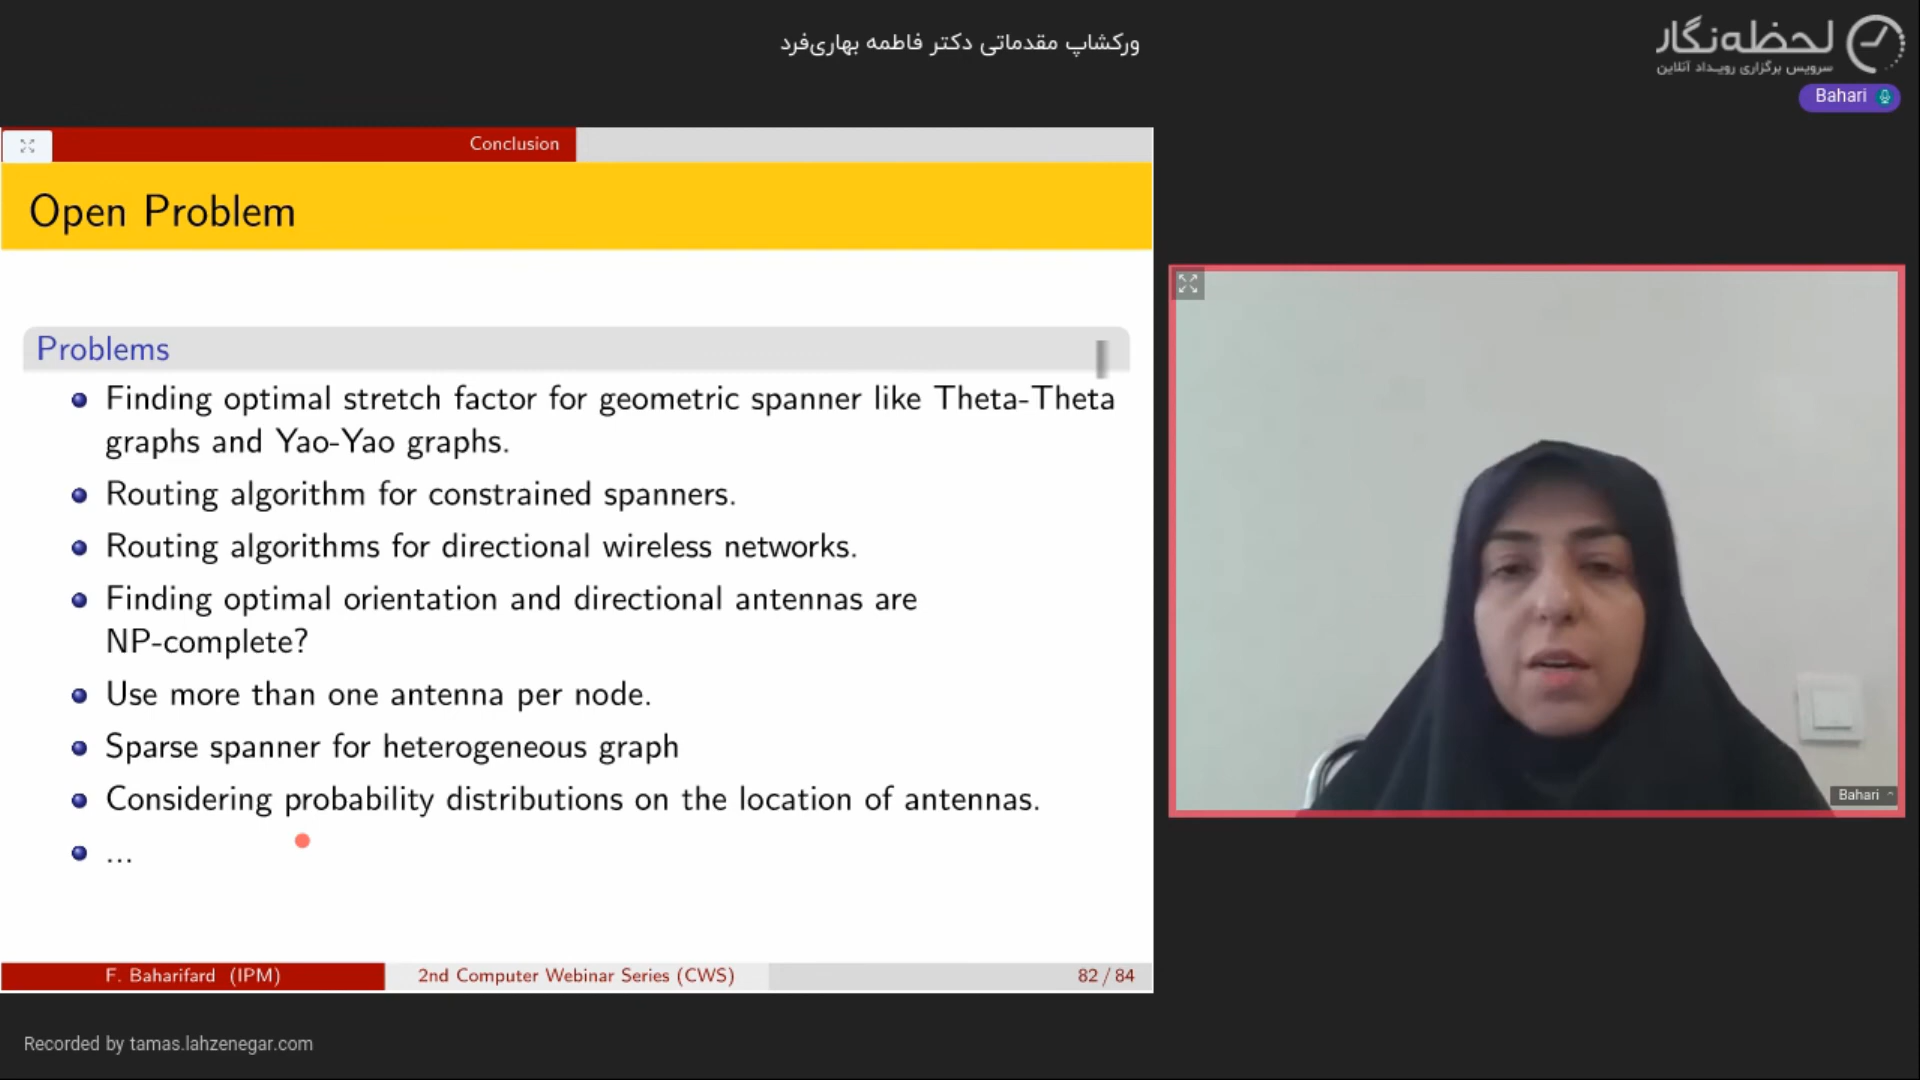 ورکشاپ مقدماتی دکتر فاطمه بهاری‌فرد
لحظه‌نگار
سرویس برگزاری رویداد آنلاین
Bahari
Conclusion
Open Problem
Problems
Finding optimal stretch factor for geometric spanner like Theta-Theta
graphs and Yao-Yao graphs.
Routing algorithm for constrained spanners.
Routing algorithms for directional wireless networks.
Finding optimal orientation and directional antennas are
NP-complete?
Use more than one antenna per node.
Sparse spanner for heterogeneous graph
Considering probability distributions on the location of antennas.
...
Bahari
F. Baharifard (IPM)
2nd Computer Webinar Series (CWS)
82 / 84
Recorded by tamas.lahzenegar.com